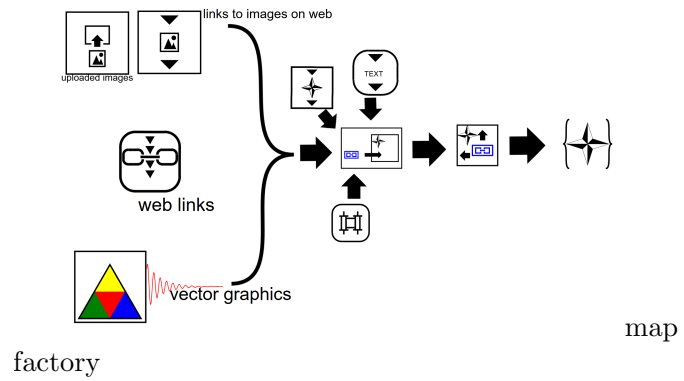 links to images on web
uploaded images
TEXT
web links
vector graphics
map
factory